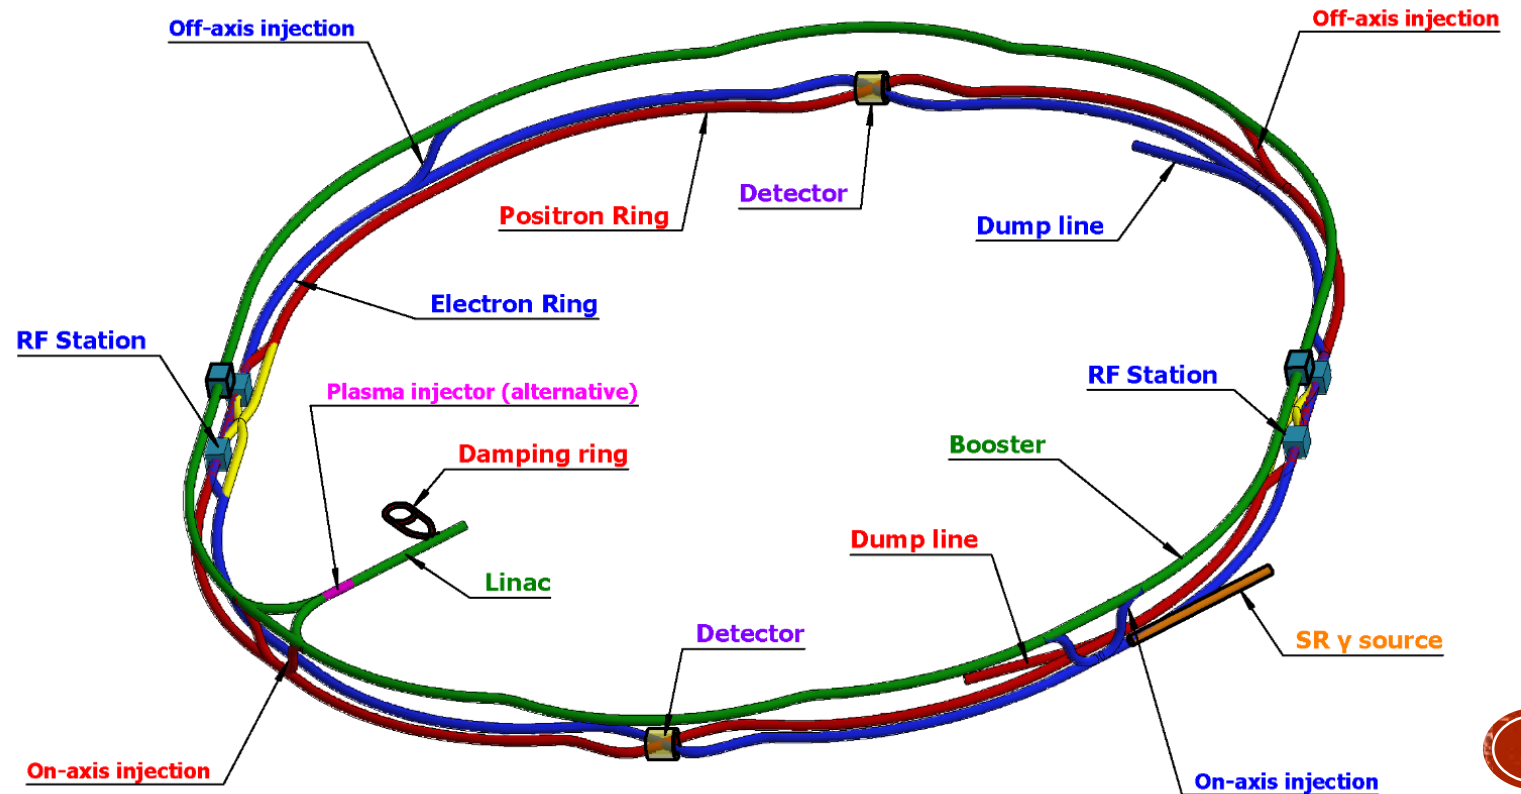 Off-axis injection
Off-axis injection
Detector
Positron Ring
Dump line
Electron Ring
RF Station
RF Station
Plasma injector (alternative)
Booster
Damping ring
Dump line
Linac
Detector
SR γ source
On-axis injection
On-axis injection